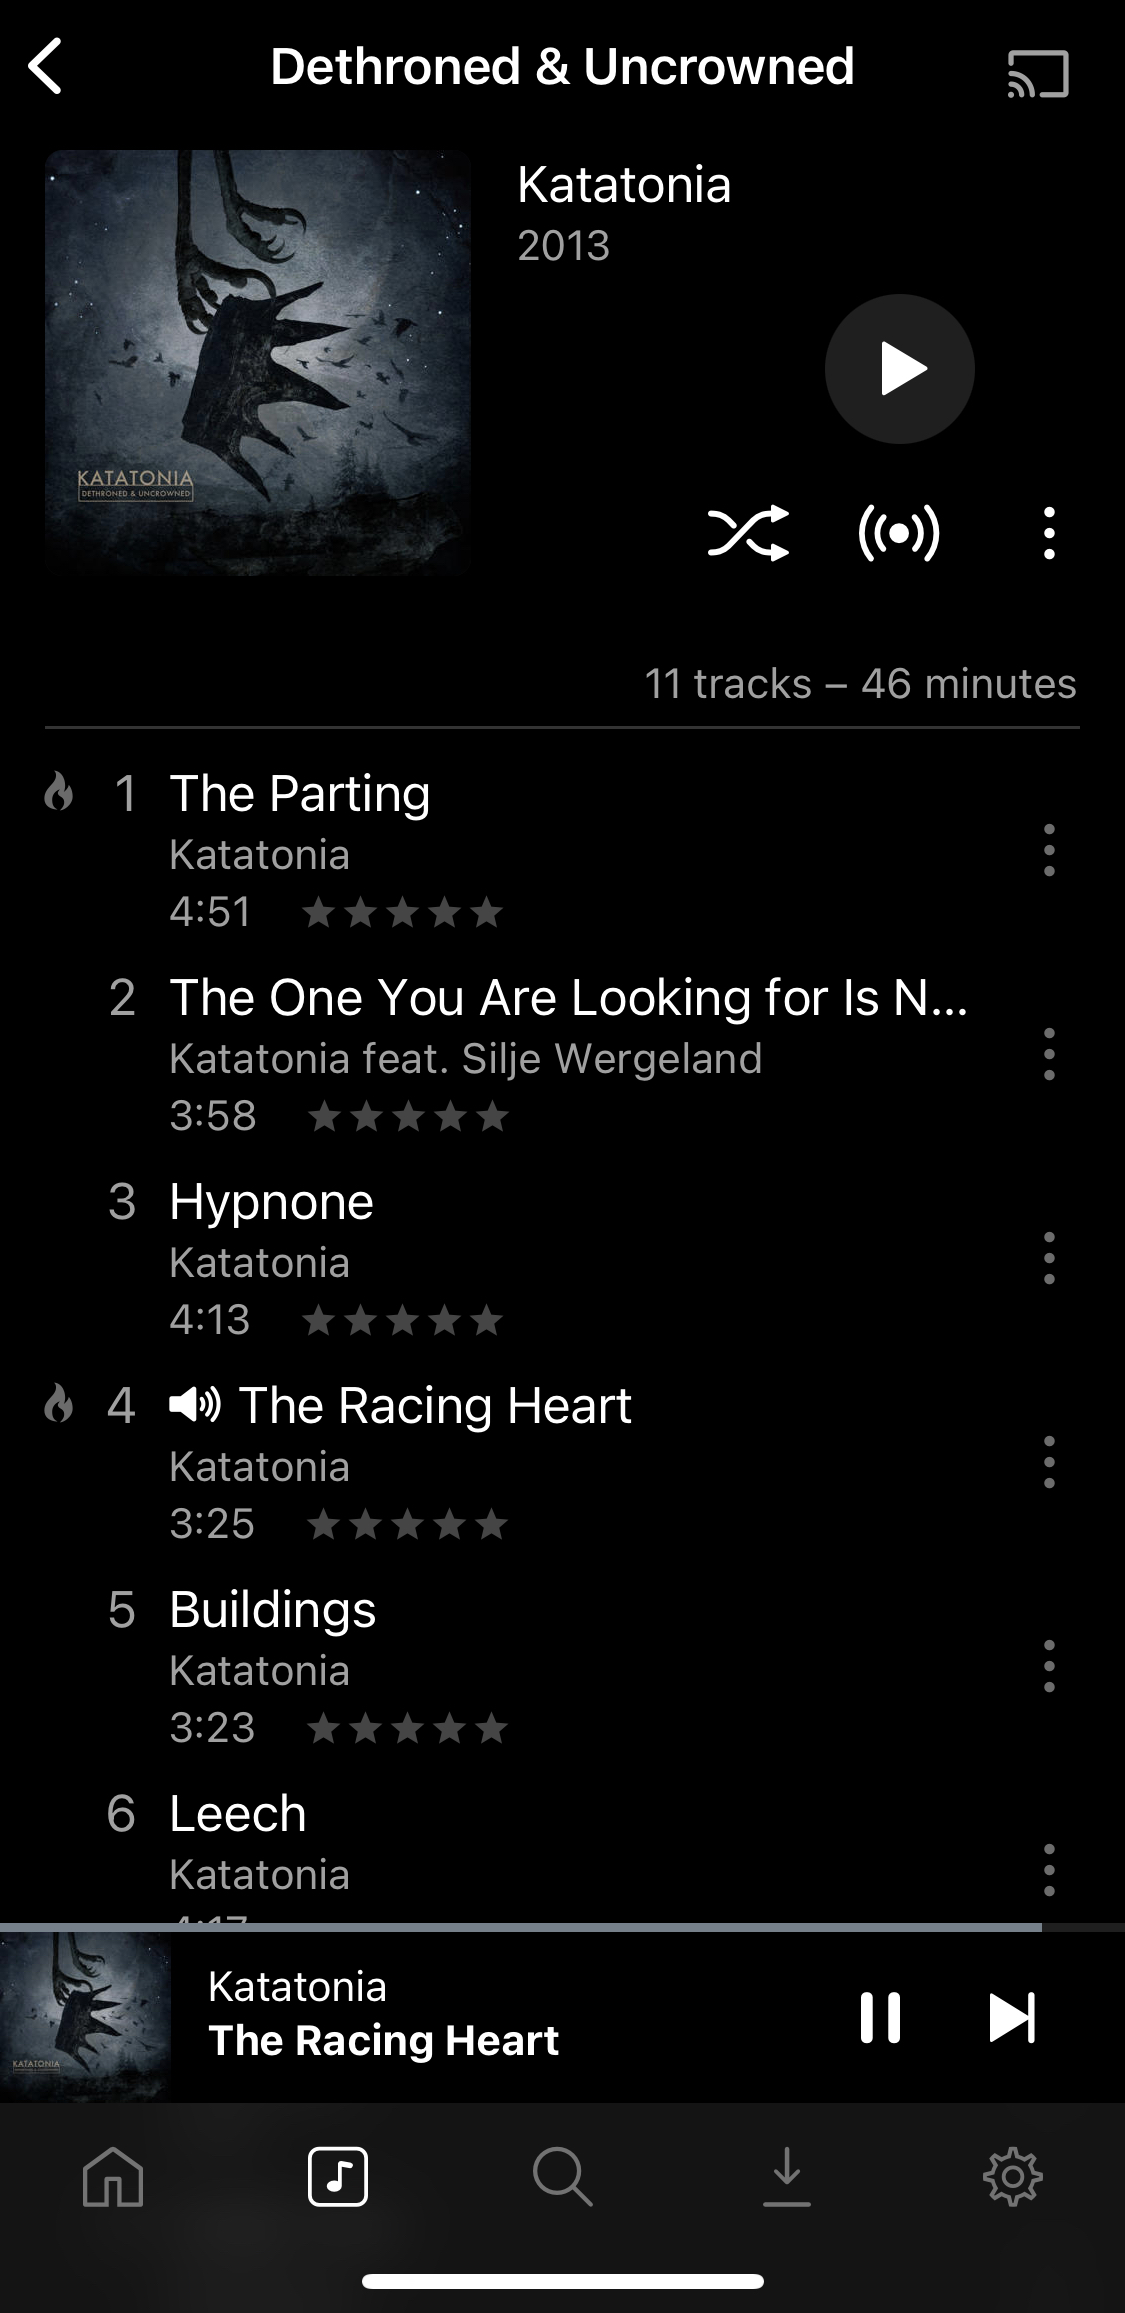 Dethroned & Uncrowned
Katatonia
2013
KATATONIA
DETHRONED & UNCROWNED
11 tracks – 46 minutes
1 The Parting
Katatonia
4:51
2 The One You Are Looking for Is N...
Katatonia feat. Silje Wergeland
3:58
3 Hypnone
Katatonia
4:13
4 The Racing Heart
Katatonia
3:25
5 Buildings
Katatonia
3:23
6 Leech
Katatonia
4:17
KATATONIA
Katatonia
The Racing Heart